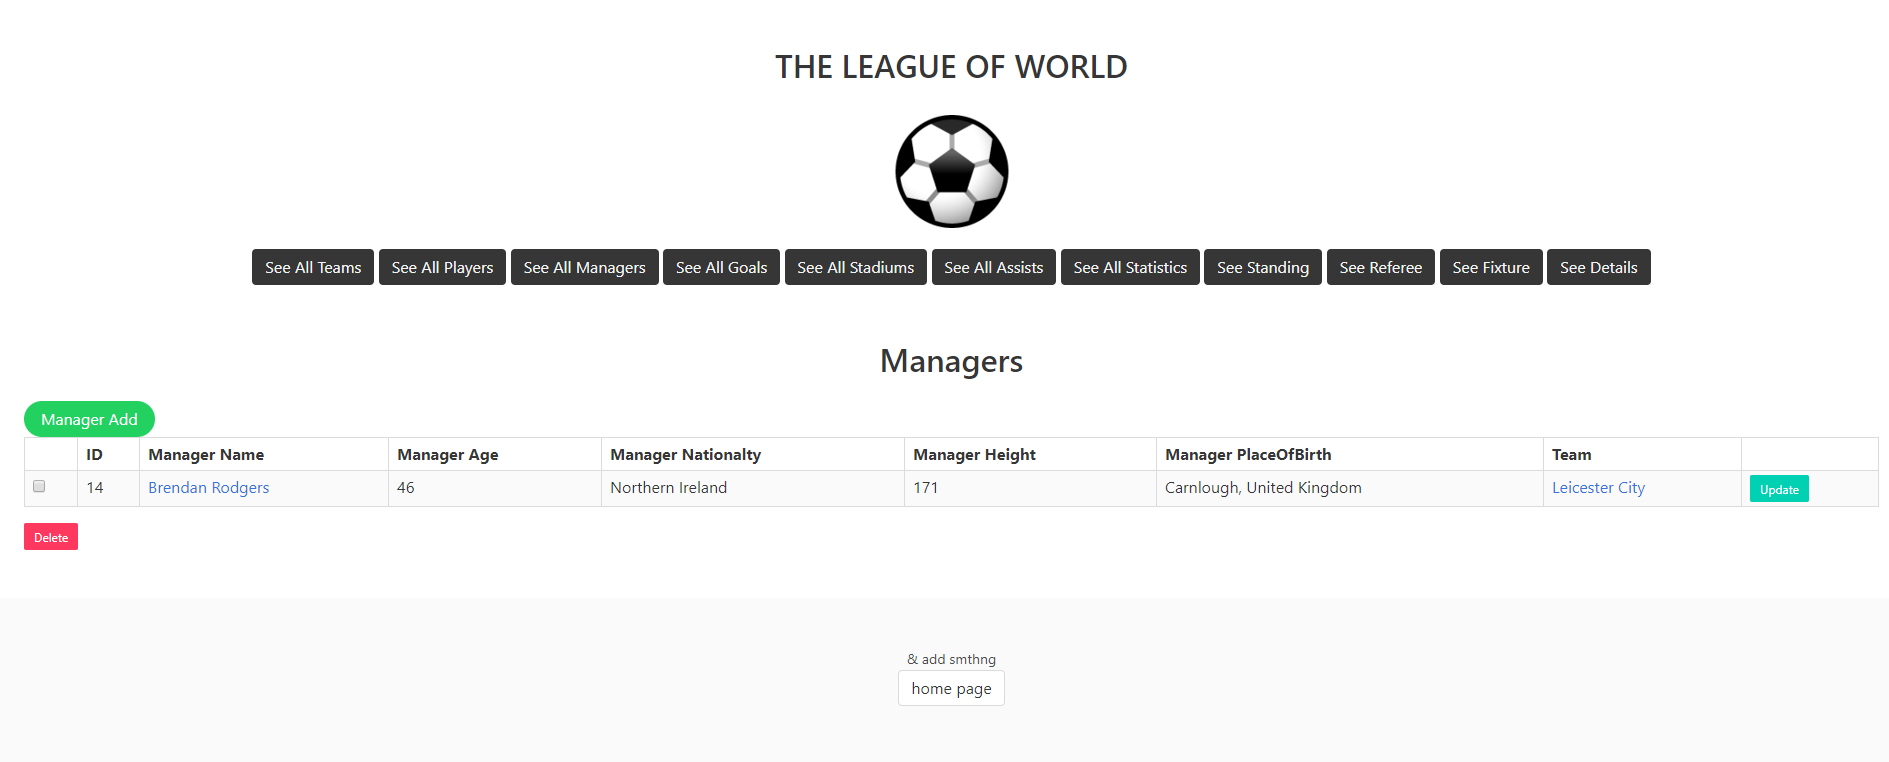 THE LEAGUE OF WORLD
See All Teams See All Players See All Managers See All Goals See All Stadiums See All Assists See All Statistics See Standing See Referee See Fixture See Details
Managers
Manager Add
ID Manager Name Manager Age Manager Nationalty Manager Height Manager PlaceOfBirth Team
14 Brendan Rodgers 46 Northern Ireland 171 Carnlough, United Kingdom Leicester City Update
Delete
& add smthng
home page